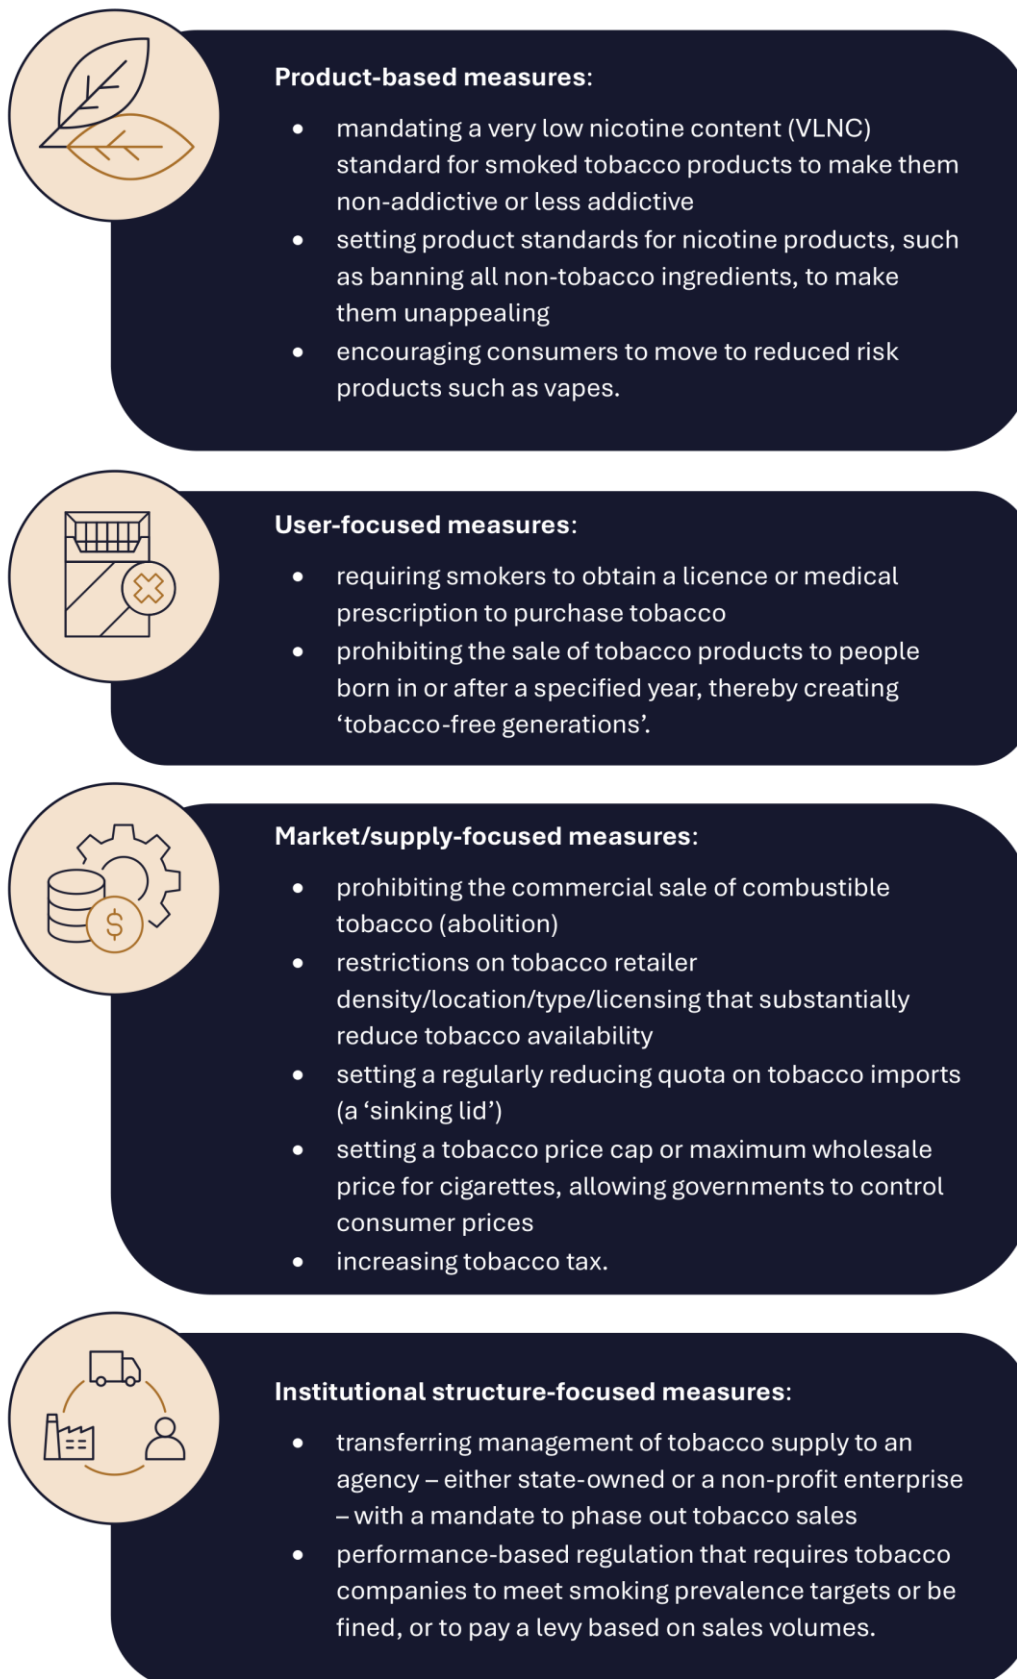 Product-based measures:
• mandating a very low nicotine content (VLNC)
standard for smoked tobacco products to make them
non-addictive or less addictive
• setting product standards for nicotine products, such
as banning all non-tobacco ingredients, to make
them unappealing
• encouraging consumers to move to reduced risk
products such as vapes.
User-focused measures:
• requiring smokers to obtain a licence or medical
prescription to purchase tobacco
• prohibiting the sale of tobacco products to people
born in or after a specified year, thereby creating
‘tobacco-free generations’.
Market/supply-focused measures:
• prohibiting the commercial sale of combustible
tobacco (abolition)
• restrictions on tobacco retailer
density/location/type/licensing that substantially
reduce tobacco availability
• setting a regularly reducing quota on tobacco imports
(a ‘sinking lid’)
• setting a tobacco price cap or maximum wholesale
price for cigarettes, allowing governments to control
consumer prices
• increasing tobacco tax.
$
Institutional structure-focused measures:
• transferring management of tobacco supply to an
agency – either state-owned or a non-profit enterprise
– with a mandate to phase out tobacco sales
• performance-based regulation that requires tobacco
companies to meet smoking prevalence targets or be
fined, or to pay a levy based on sales volumes.